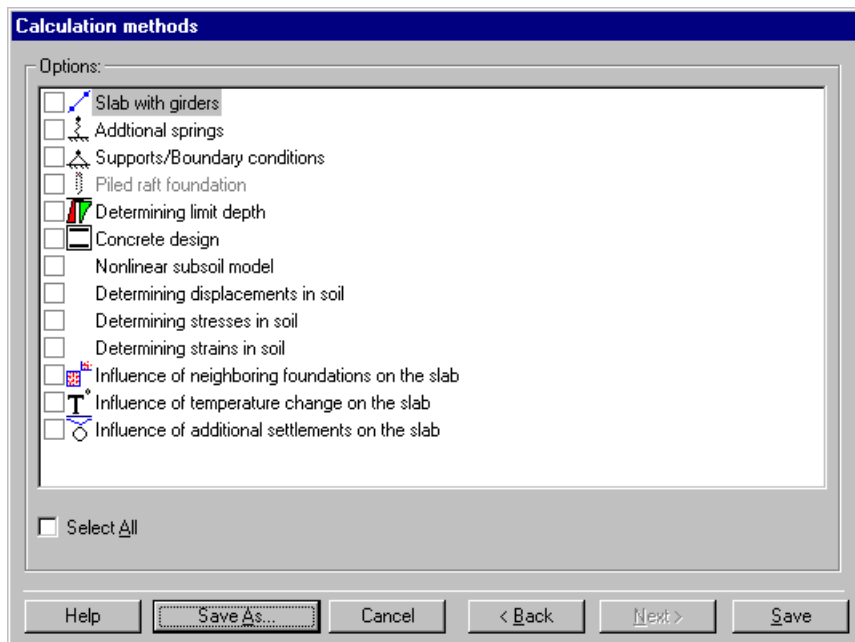 Calculation methods
Options:
Slab with girders
Addtional springs
Supports/Boundary conditions
Piled raft foundation
Determining limit depth
Concrete design
Nonlinear subsoil model
Determining displacements in soil
Determining stresses in soil
Determining strains in soil
Influence of neighboring foundations on the slab
T° Influence of temperature change on the slab
Influence of additional settlements on the slab
Select All
Help Save As... Cancel < Back Next > Save